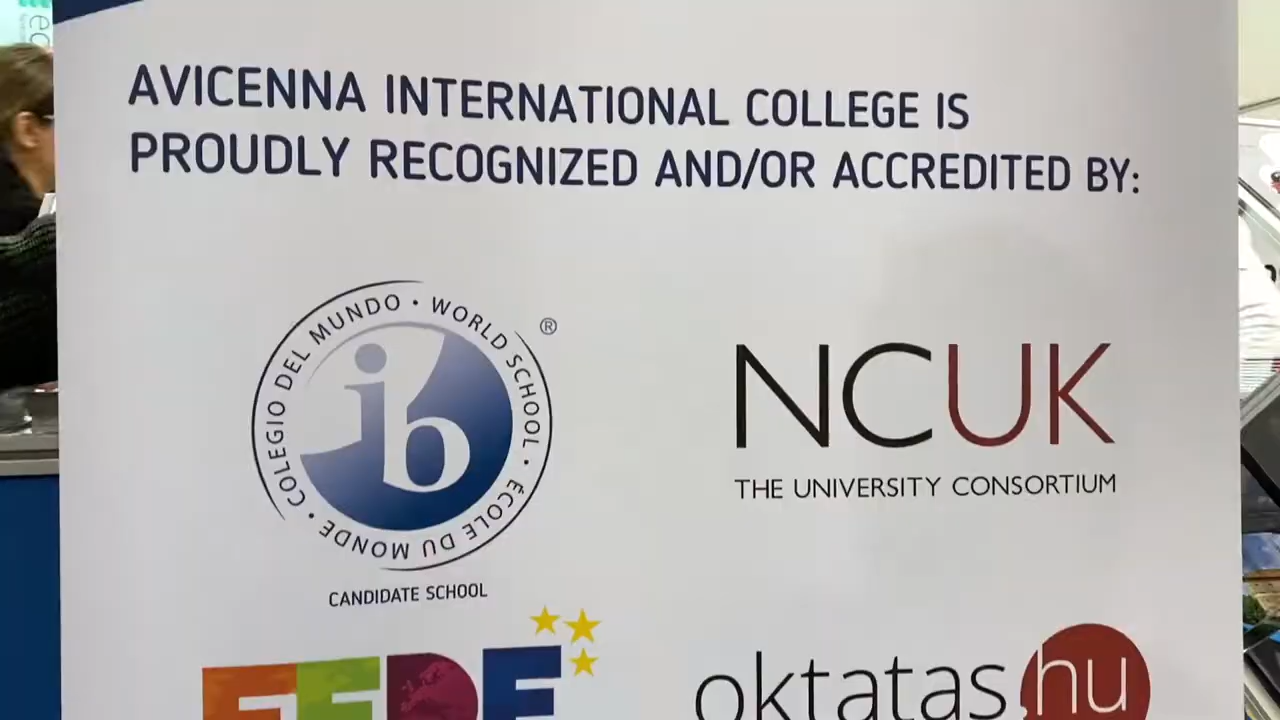 AVICENNA INTERNATIONAL COLLEGE IS
PROUDLY RECOGNIZED AND/OR ACCREDITED BY:
COLEGIO DEL MUNDO • WORLD SCHOOL • ÉCOLE DU MONDE •
ib
®
CANDIDATE SCHOOL
NCUK
THE UNIVERSITY CONSORTIUM
FEDE
oktatas.hu